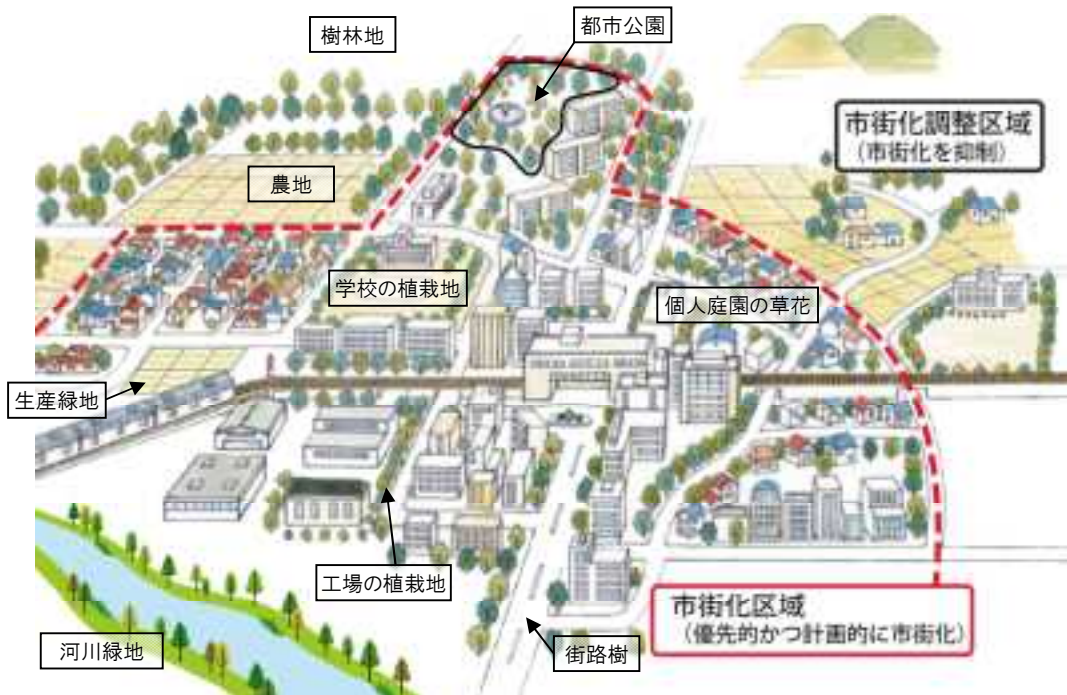 都市公園
樹林地
市街化調整区域
（市街化を抑制）
農地
学校の植栽地
個人庭園の草花
生産緑地
工場の植栽地
市街化区域
（優先的かつ計画的に市街化）
河川緑地
街路樹